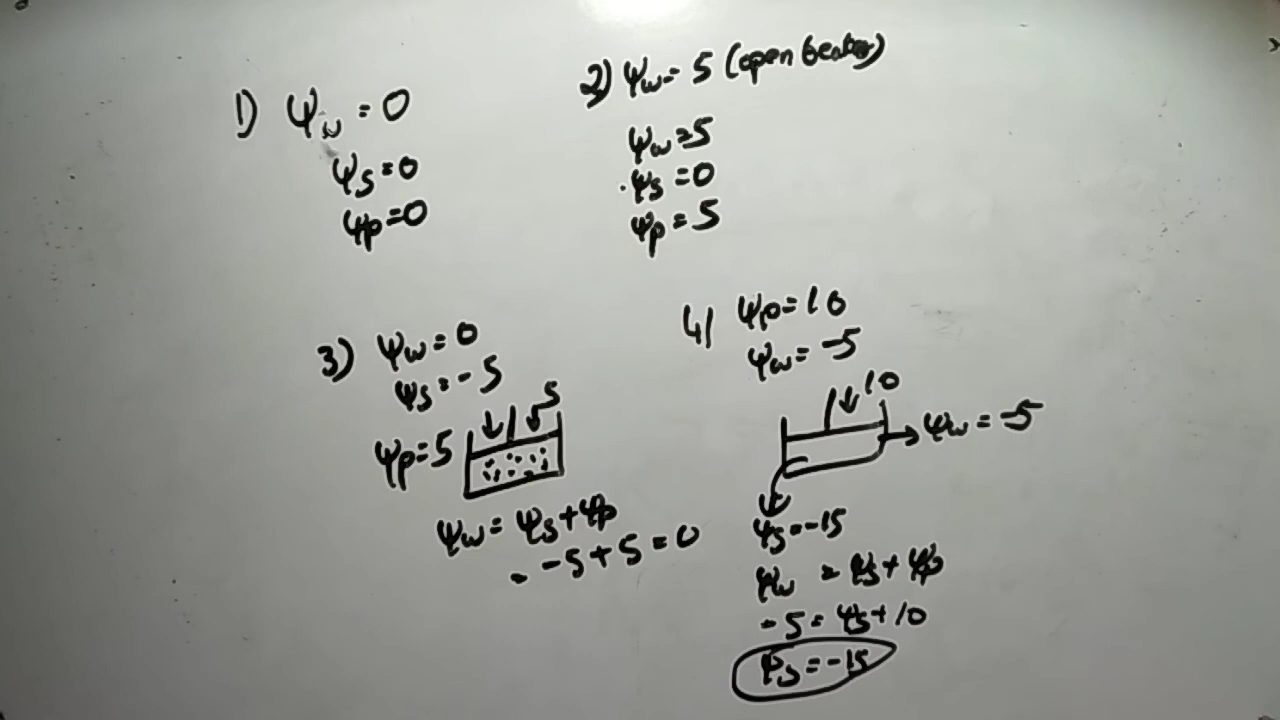 1) Ψw = 0
Ψs = 0
Ψp = 0
2) Ψw = 5 (open beaker)
Ψw = 5
Ψs = 0
Ψp = 5
3) Ψw = 0
Ψs = -5
5
Ψp = 5
Ψw = Ψs + Ψp
= -5 + 5 = 0
4) Ψp = 10
Ψw = -5
10
Ψw = -5
Ψs = -15
Ψw = Ψs + Ψp
-5 = Ψs + 10
Ψs = -15